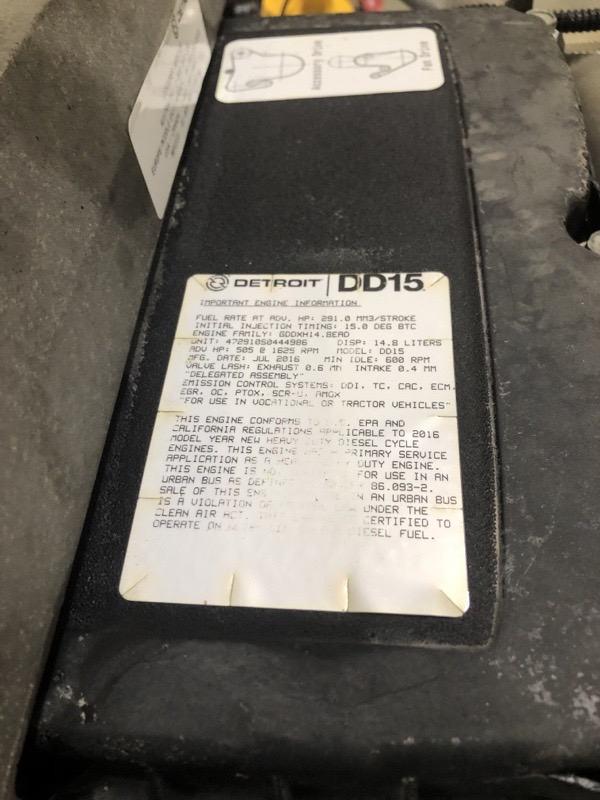 Accessory Drive
Fan Drive
DETROIT DD15
IMPORTANT ENGINE INFORMATION
FUEL RATE AT ADV. HP: 291.0 MM3/STROKE
INITIAL INJECTION TIMING: 15.0 DEG BTC
ENGINE FAMILY: GDDXH14.8EAD
UNIT: 472910S0444986 DISP: 14.8 LITERS
ADV HP: 505 @ 1625 RPM MODEL: DD15
MFG. DATE: JUL 2016 MIN IDLE: 600 RPM
VALVE LASH: EXHAUST 0.6 MM INTAKE 0.4 MM
"DELEGATED ASSEMBLY"
EMISSION CONTROL SYSTEMS: DDI, TC, CAC, ECM,
EGR, OC, PTOX, SCR-U, AMOX
"FOR USE IN VOCATIONAL OR TRACTOR VEHICLES"
THIS ENGINE CONFORMS TO EPA AND
CALIFORNIA REGULATIONS APPLICABLE TO 2016
MODEL YEAR NEW HEAVY DUTY DIESEL CYCLE
ENGINES. THIS ENGINE PRIMARY SERVICE
APPLICATION AS A DUTY ENGINE.
THIS ENGINE IS FOR USE IN AN
URBAN BUS AS 86.093-2.
SALE OF THIS IN AN URBAN BUS
IS A VIOLATION OF UNDER THE
CLEAN AIR ACT. CERTIFIED TO
OPERATE ON DIESEL FUEL.